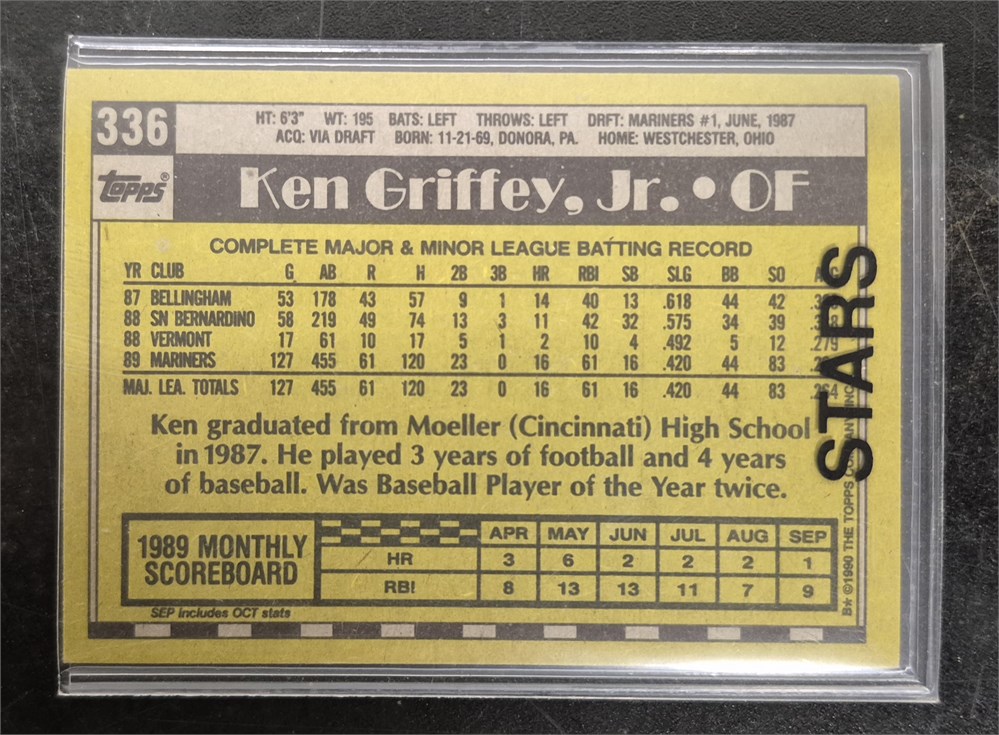 336
HT: 6'3" WT: 195 BATS: LEFT THROWS: LEFT DRFT: MARINERS #1, JUNE, 1987
ACQ: VIA DRAFT BORN: 11-21-69, DONORA, PA. HOME: WESTCHESTER, OHIO
TOPPS®
Ken Griffey, Jr. • OF
COMPLETE MAJOR & MINOR LEAGUE BATTING RECORD
YR CLUB G AB R H 2B 3B HR RBI SB SLG BB SO
87 BELLINGHAM 53 178 43 57 9 1 14 40 13 .618 44 42
88 SN BERNARDINO 58 219 49 74 13 3 11 42 32 .575 34 39
88 VERMONT 17 61 10 17 5 1 2 10 4 .492 5 12 .279
89 MARINERS 127 455 61 120 23 0 16 61 16 .420 44 83
MAJ. LEA. TOTALS 127 455 61 120 23 0 16 61 16 .420 44 83 .264
Ken graduated from Moeller (Cincinnati) High School
in 1987. He played 3 years of football and 4 years
of baseball. Was Baseball Player of the Year twice.
1989 MONTHLY
SCOREBOARD
APR MAY JUN JUL AUG SEP
HR 3 6 2 2 2 1
RBI 8 13 13 11 7 9
SEP includes OCT stats
STARS
B* ©1990 THE TOPPS COMPANY, INC.